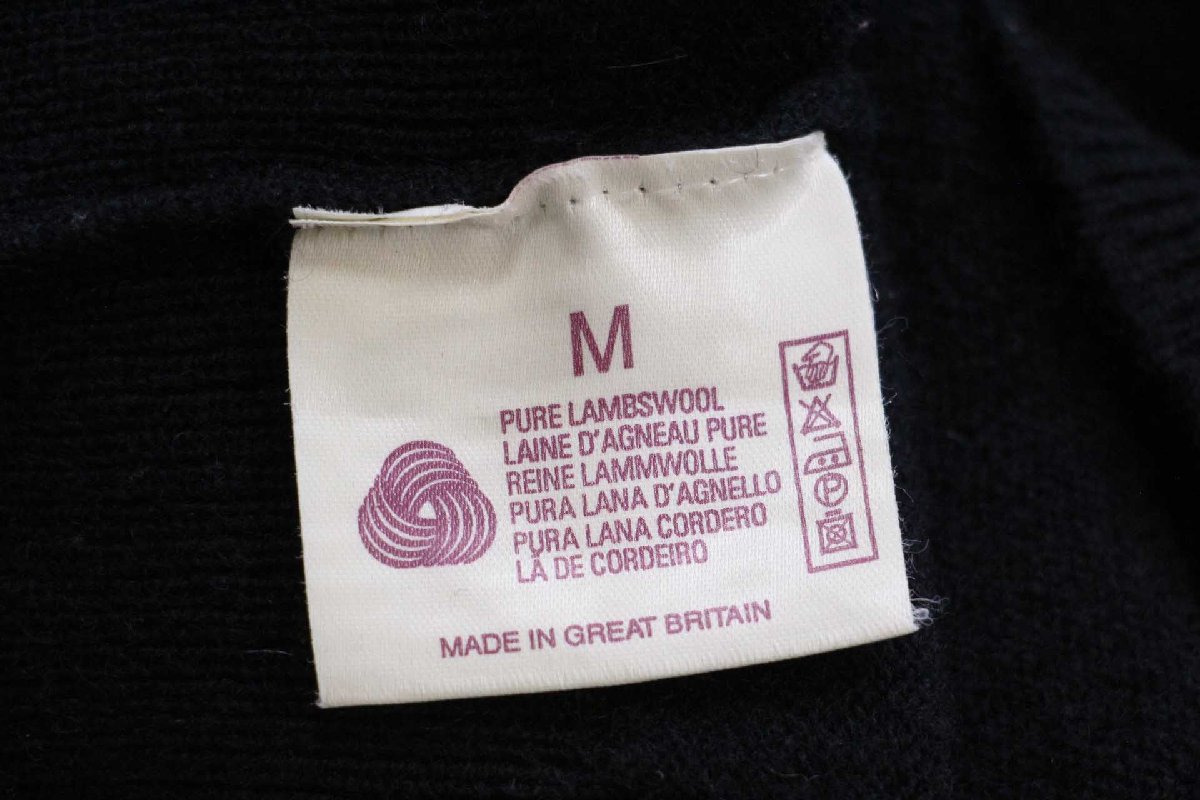 M
PURE LAMBSWOOL
LAINE D'AGNEAU PURE
REINE LAMMWOLLE
PURA LANA D'AGNELLO
PURA LANA CORDERO
LÃ DE CORDEIRO
MADE IN GREAT BRITAIN
P